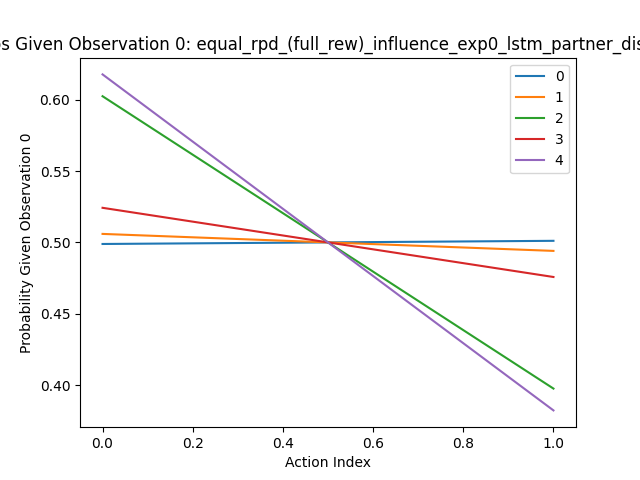 s Given Observation 0: equal_rpd_(full_rew)_influence_exp0_lstm_partner_dis
0
1
2
3
4
0.60
0.55
0.50
0.45
0.40
Probability Given Observation 0
0.0 0.2 0.4 0.6 0.8 1.0
Action Index